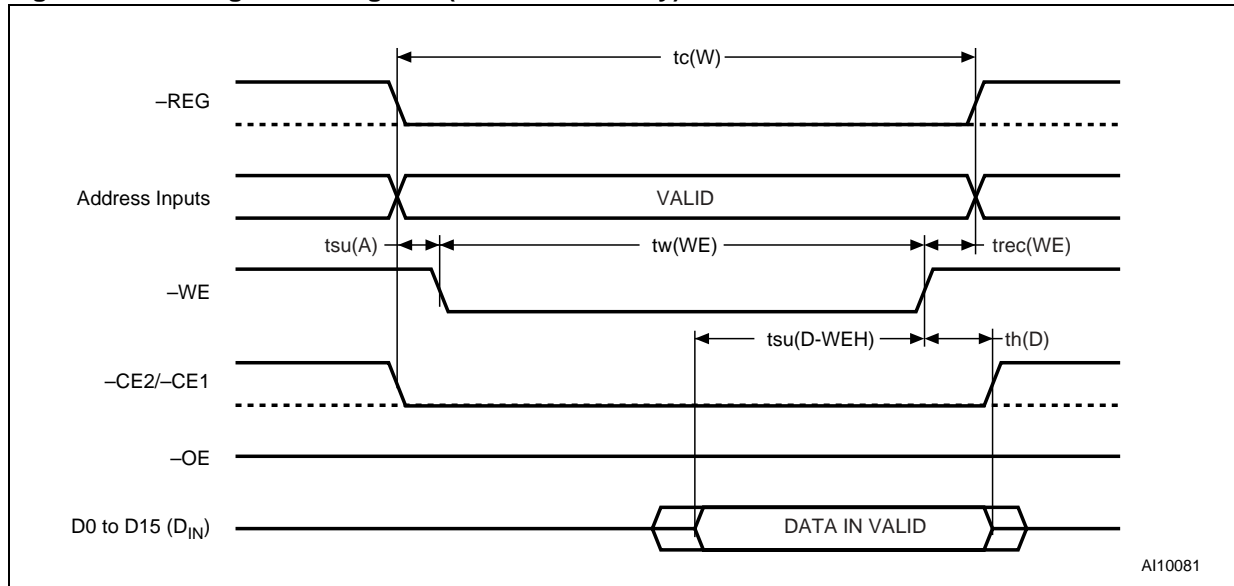 tc(W)
–REG
Address Inputs
VALID
tsu(A)
tw(WE)
trec(WE)
–WE
tsu(D-WEH)
th(D)
–CE2/–CE1
–OE
D0 to D15 (DIN)
DATA IN VALID
AI10081